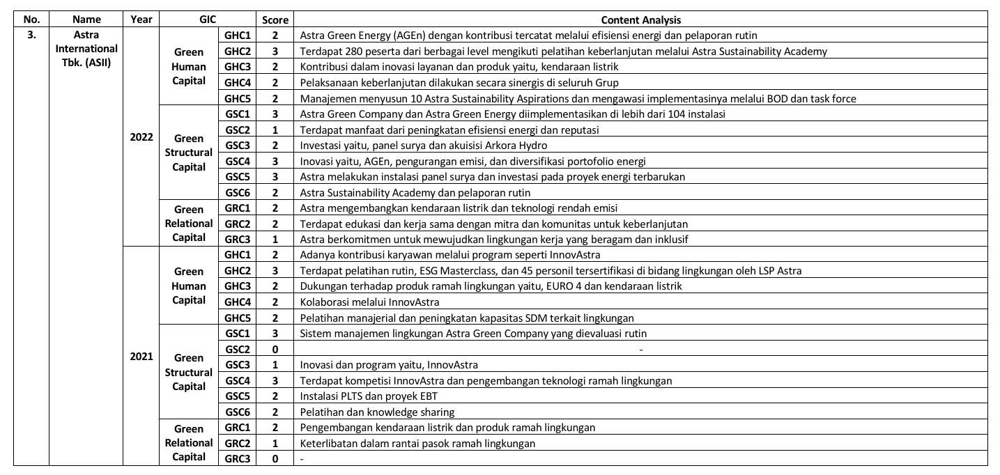 No. Name Year GIC Score Content Analysis
3. Astra International Tbk. (ASII)
2022
Green Human Capital
GHC1 2 Astra Green Energy (AGEn) dengan kontribusi tercatat melalui efisiensi energi dan pelaporan rutin
GHC2 3 Terdapat 280 peserta dari berbagai level mengikuti pelatihan keberlanjutan melalui Astra Sustainability Academy
GHC3 2 Kontribusi dalam inovasi layanan dan produk yaitu, kendaraan listrik
GHC4 2 Pelaksanaan keberlanjutan dilakukan secara sinergis di seluruh Grup
GHC5 2 Manajemen menyusun 10 Astra Sustainability Aspirations dan mengawasi implementasinya melalui BOD dan task force
Green Structural Capital
GSC1 3 Astra Green Company dan Astra Green Energy diimplementasikan di lebih dari 104 instalasi
GSC2 1 Terdapat manfaat dari peningkatan efisiensi energi dan reputasi
GSC3 2 Investasi yaitu, panel surya dan akuisisi Arkora Hydro
GSC4 3 Inovasi yaitu, AGEn, pengurangan emisi, dan diversifikasi portofolio energi
GSC5 3 Astra melakukan instalasi panel surya dan investasi pada proyek energi terbarukan
GSC6 2 Astra Sustainability Academy dan pelaporan rutin
Green Relational Capital
GRC1 2 Astra mengembangkan kendaraan listrik dan teknologi rendah emisi
GRC2 2 Terdapat edukasi dan kerja sama dengan mitra dan komunitas untuk keberlanjutan
GRC3 1 Astra berkomitmen untuk mewujudkan lingkungan kerja yang beragam dan inklusif
2021
Green Human Capital
GHC1 2 Adanya kontribusi karyawan melalui program seperti InnovAstra
GHC2 3 Terdapat pelatihan rutin, ESG Masterclass, dan 45 personil tersertifikasi di bidang lingkungan oleh LSP Astra
GHC3 2 Dukungan terhadap produk ramah lingkungan yaitu, EURO 4 dan kendaraan listrik
GHC4 2 Kolaborasi melalui InnovAstra
GHC5 2 Pelatihan manajerial dan peningkatan kapasitas SDM terkait lingkungan
Green Structural Capital
GSC1 3 Sistem manajemen lingkungan Astra Green Company yang dievaluasi rutin
GSC2 0 -
GSC3 1 Inovasi dan program yaitu, InnovAstra
GSC4 3 Terdapat kompetisi InnovAstra dan pengembangan teknologi ramah lingkungan
GSC5 2 Instalasi PLTS dan proyek EBT
GSC6 2 Pelatihan dan knowledge sharing
Green Relational Capital
GRC1 2 Pengembangan kendaraan listrik dan produk ramah lingkungan
GRC2 1 Keterlibatan dalam rantai pasok ramah lingkungan
GRC3 0 -